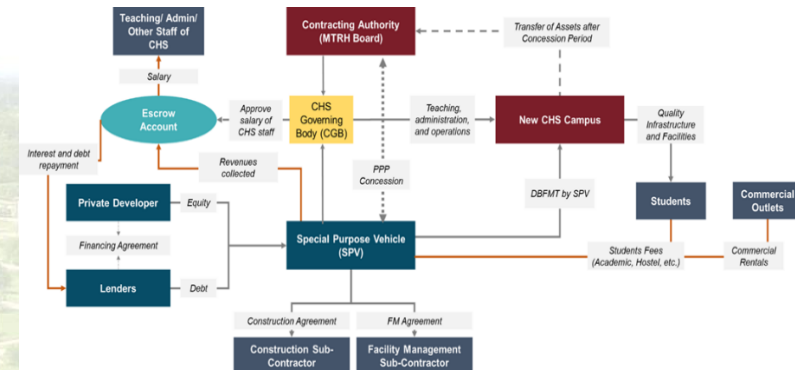 Teaching/ Admin/
Other Staff of
CHS
Contracting Authority
(MTRH Board)
Transfer of Assets after
Concession Period
Salary
Escrow
Account
Approve
salary of
CHS staff
CHS
Governing
Body (CGB)
Teaching,
administration,
and operations
New CHS Campus
Quality
Infrastructure
and Facilities
Interest and debt
repayment
Revenues
collected
PPP
Concession
DBFMT by SPV
Private Developer
Equity
Students
Commercial
Outlets
Financing Agreement
Special Purpose Vehicle
(SPV)
Students Fees
(Academic, Hostel, etc.)
Commercial
Rentals
Lenders
Debt
Construction Agreement
FM Agreement
Construction Sub-
Contractor
Facility Management
Sub-Contractor